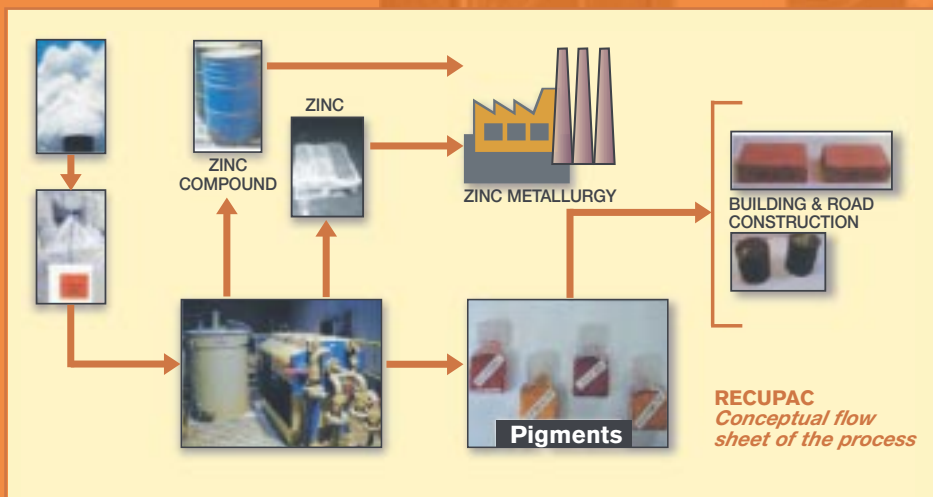 ZINC
COMPOUND
ZINC
ZINC METALLURGY
BUILDING & ROAD
CONSTRUCTION
Pigments
RECUPAC
Conceptual flow
sheet of the process